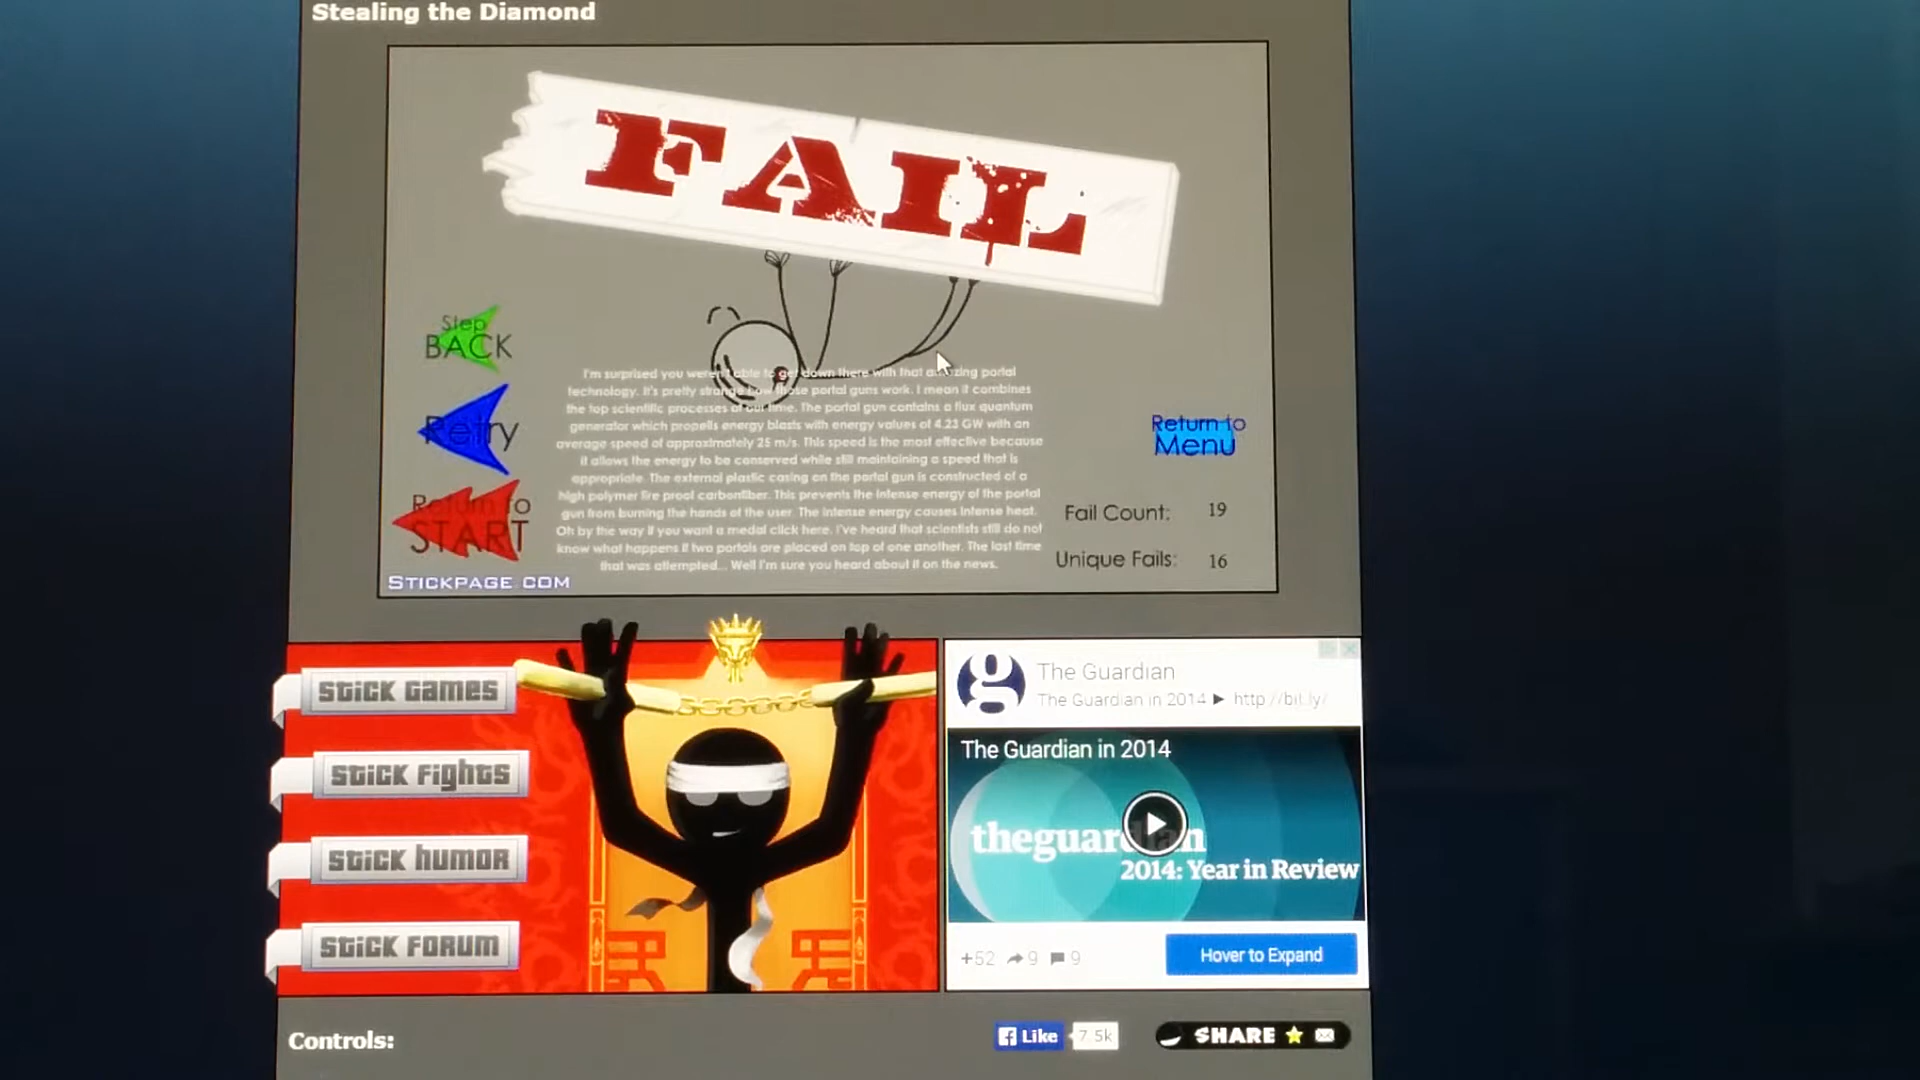 Stealing the Diamond
FAIL
Step
BACK
Retry
Return to
START
I'm surprised you weren't able to get down there with that amazing portal
technology. It's pretty strange how those portal guns work. I mean it combines
the top scientific processes of our time. The portal gun contains a flux quantum
generator which propells energy blasts with energy values of 4.23 GW with an
average speed of approximately 25 m/s. This speed is the most effective because
it allows the energy to be conserved while still maintaining a speed that is
appropriate. The external plastic casing on the portal gun is constructed of a
high polymer fire proof carbonfiber. This prevents the intense energy of the portal
gun from burning the hands of the user. The intense energy causes intense heat.
Oh by the way if you want a medal click here. I've heard that scientists still do not
know what happens if two portals are placed on top of one another. The last time
that was attempted... Well I'm sure you heard about it on the news.
Return to
Menu
Fail Count: 19
Unique Fails: 16
STICKPAGE.COM
STICK GAMES
STICK FIGHTS
STICK HUMOR
STICK FORUM
g
The Guardian
The Guardian in 2014 ► http://bit.ly/
The Guardian in 2014
theguardian
2014: Year in Review
+52 9 9
Hover to Expand
Controls:
f Like 7.5k
SHARE